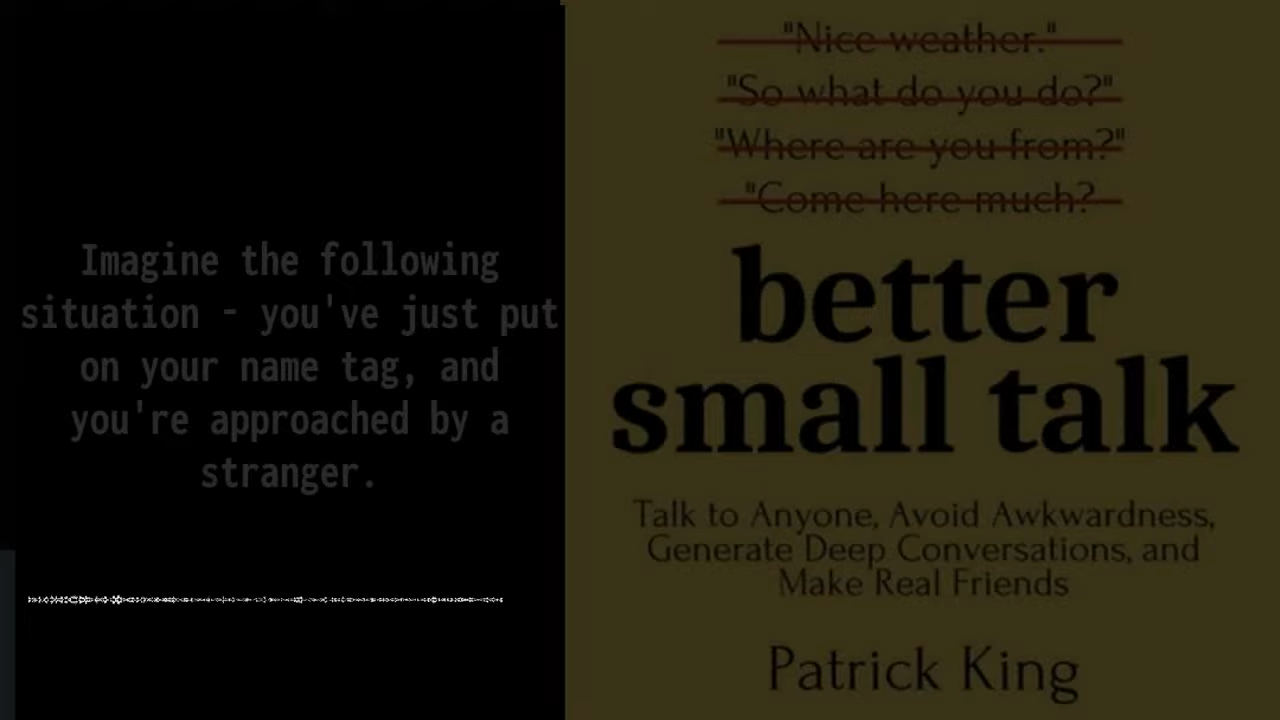 Imagine the following
situation - you've just put
on your name tag, and
you're approached by a
stranger.
"Nice weather."
"So what do you do?"
"Where are you from?"
"Come here much?
better
small talk
Talk to Anyone, Avoid Awkwardness,
Generate Deep Conversations, and
Make Real Friends
Patrick King